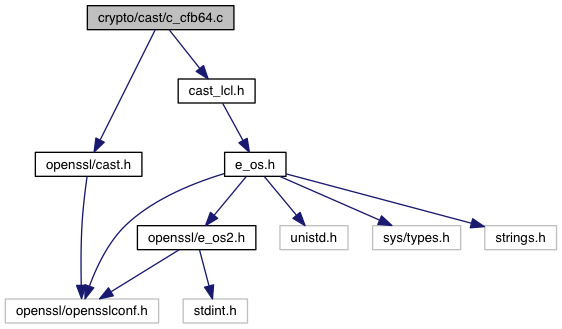 crypto/cast/c_cfb64.c
cast_lcl.h
openssl/cast.h
e_os.h
openssl/e_os2.h
unistd.h
sys/types.h
strings.h
openssl/opensslconf.h
stdint.h